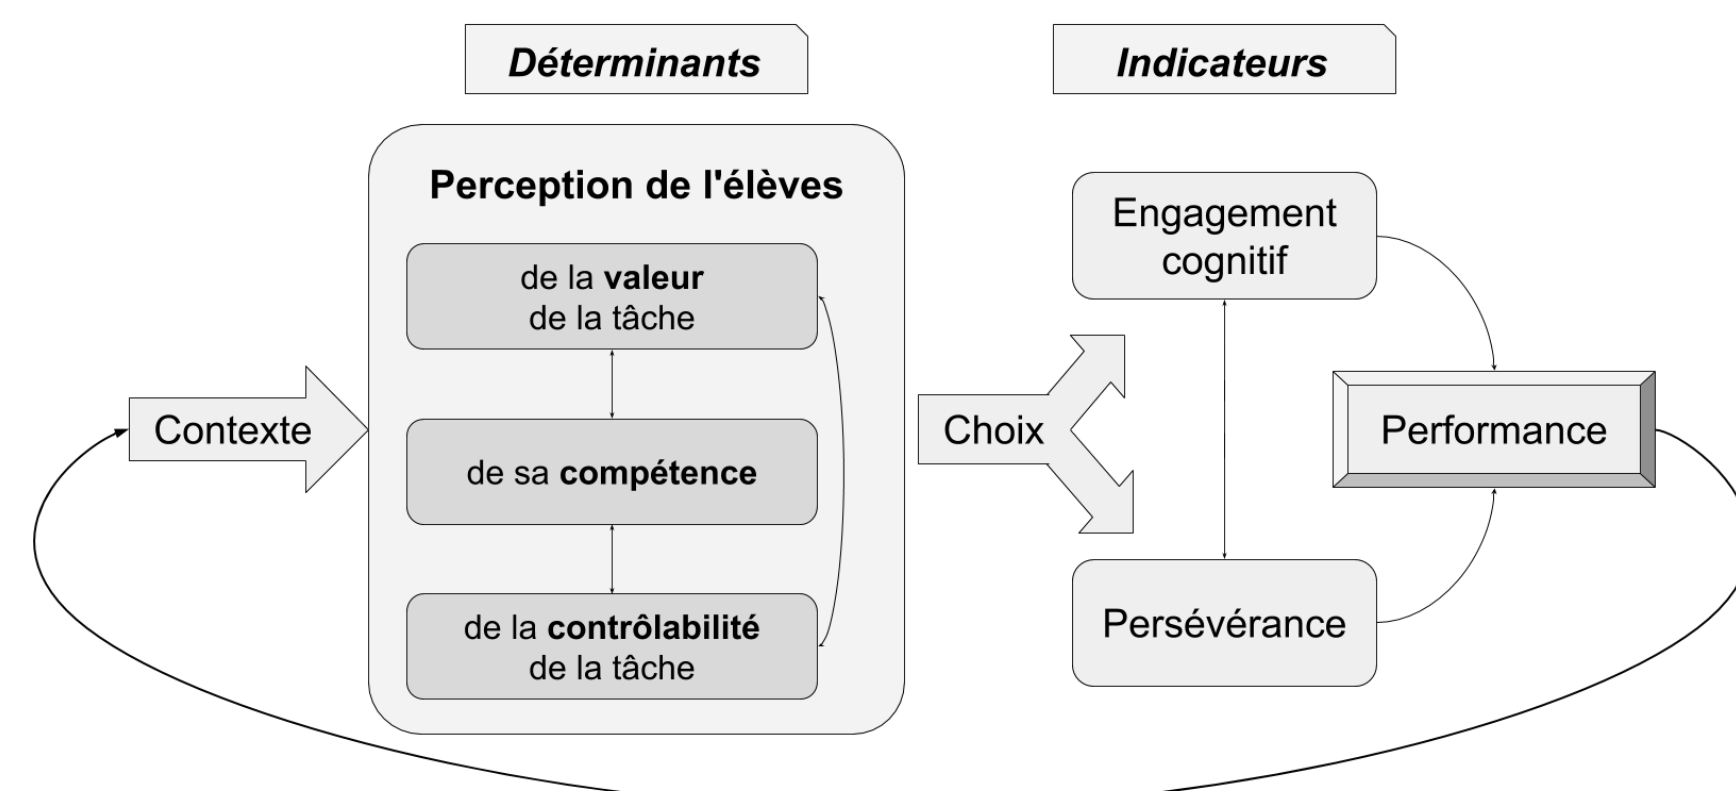 Déterminants
Indicateurs
Perception de l'élèves
de la valeur
de la tâche
de sa compétence
de la contrôlabilité
de la tâche
Contexte
Choix
Engagement
cognitif
Persévérance
Performance